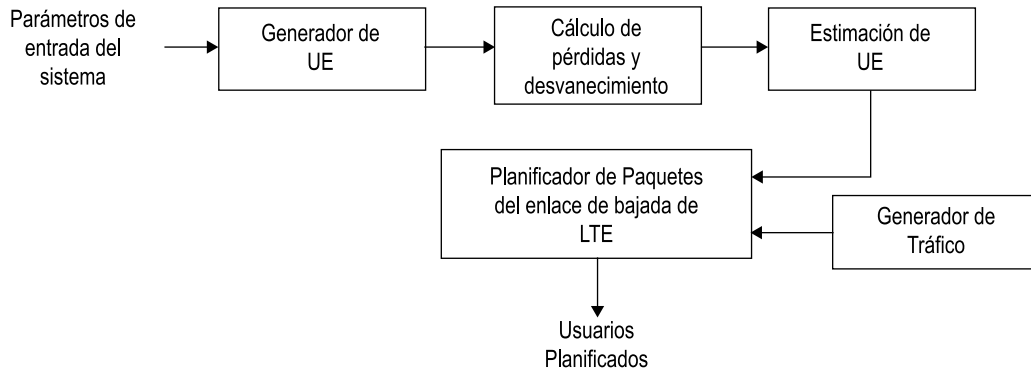 Parámetros de
entrada del
sistema
Generador de
UE
Cálculo de
pérdidas y
desvanecimiento
Estimación de
UE
Planificador de Paquetes
del enlace de bajada de
LTE
Generador de
Tráfico
Usuarios
Planificados